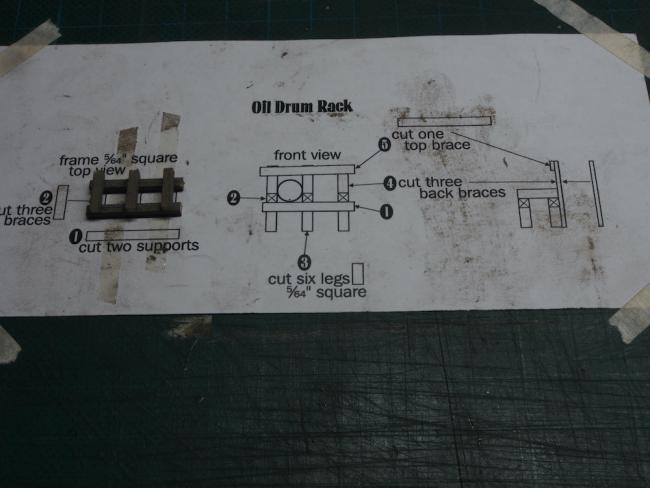 Oil Drum Rack
frame 5/64" square
top view
2
cut three
braces
1
cut two supports
front view
5
2
4
1
3
cut six legs
5/64" square
cut one
top brace
cut three
back braces